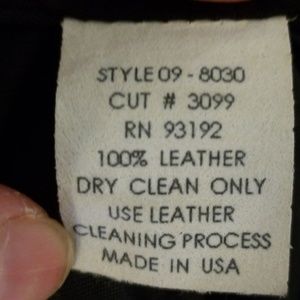 STYLE 09 - 8030
CUT # 3099
RN 93192
100% LEATHER
DRY CLEAN ONLY
USE LEATHER
CLEANING PROCESS
MADE IN USA